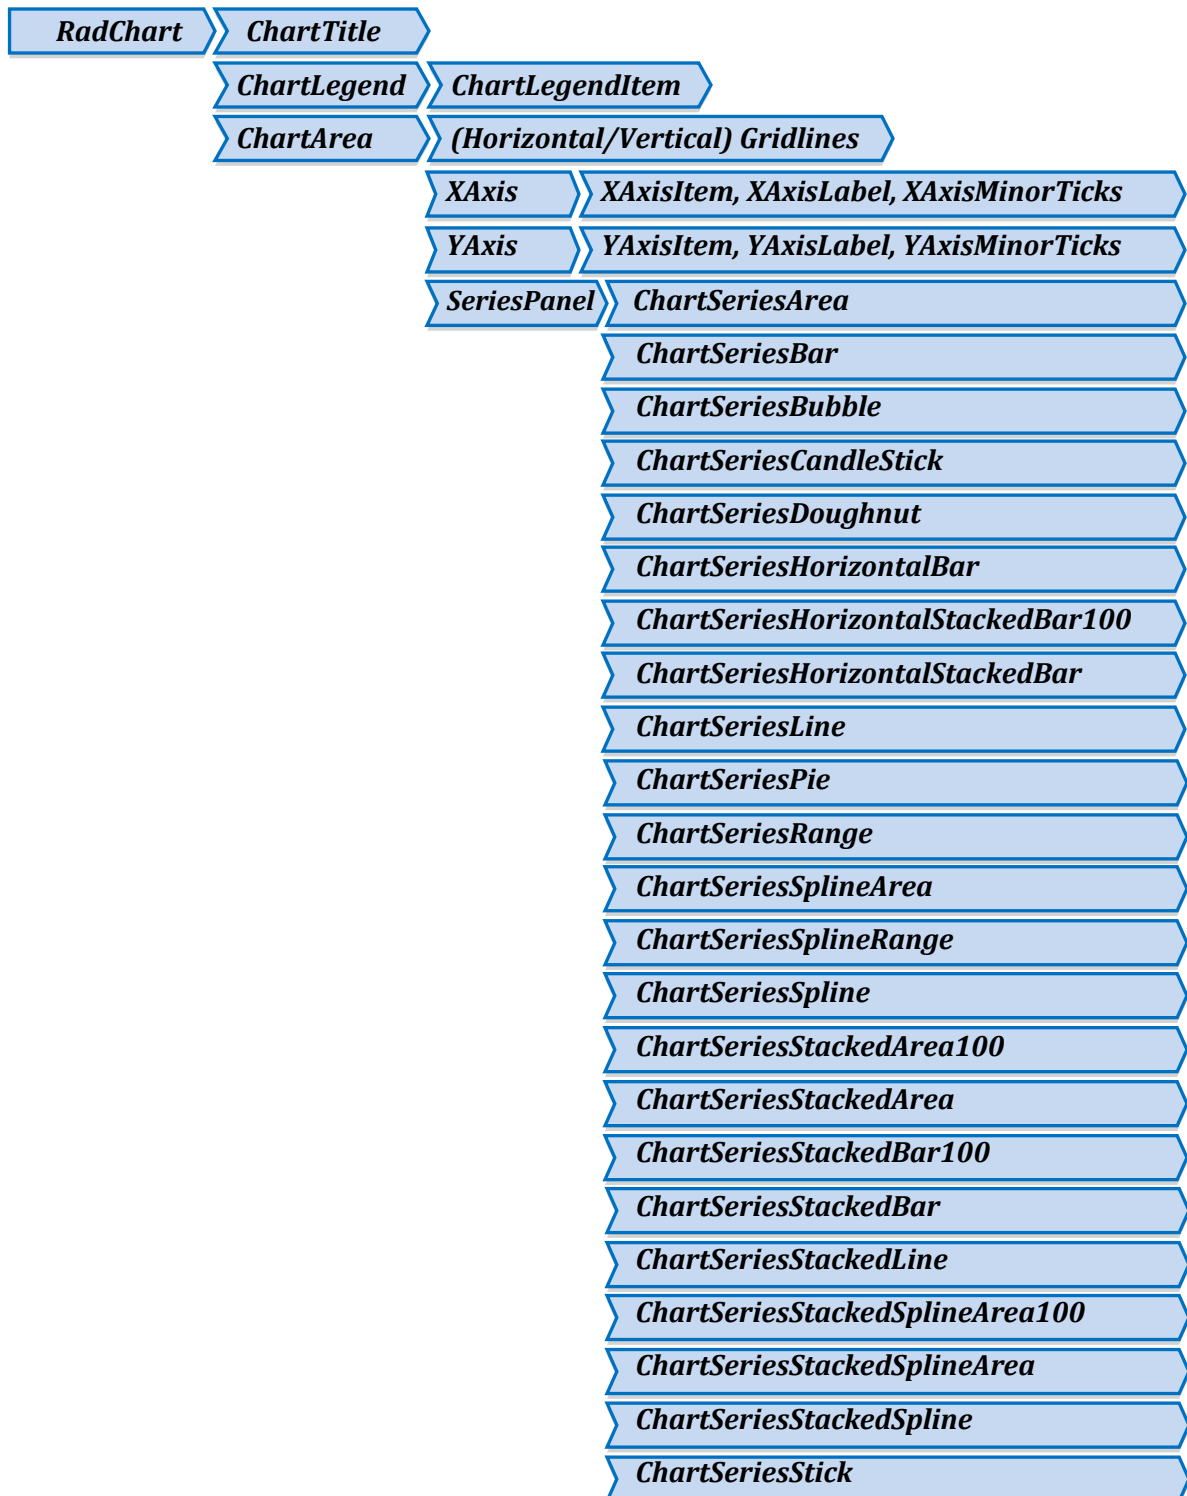 RadChart ChartTitle
ChartLegend ChartLegendItem
ChartArea (Horizontal/Vertical) Gridlines
XAxis XAxisItem, XAxisLabel, XAxisMinorTicks
YAxis YAxisItem, YAxisLabel, YAxisMinorTicks
SeriesPanel ChartSeriesArea
ChartSeriesBar
ChartSeriesBubble
ChartSeriesCandleStick
ChartSeriesDoughnut
ChartSeriesHorizontalBar
ChartSeriesHorizontalStackedBar100
ChartSeriesHorizontalStackedBar
ChartSeriesLine
ChartSeriesPie
ChartSeriesRange
ChartSeriesSplineArea
ChartSeriesSplineRange
ChartSeriesSpline
ChartSeriesStackedArea100
ChartSeriesStackedArea
ChartSeriesStackedBar100
ChartSeriesStackedBar
ChartSeriesStackedLine
ChartSeriesStackedSplineArea100
ChartSeriesStackedSplineArea
ChartSeriesStackedSpline
ChartSeriesStick